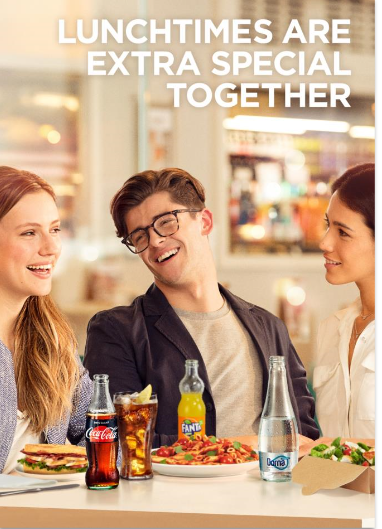 LUNCHTIMES ARE
EXTRA SPECIAL
TOGETHER
Coca-Cola
FANTA